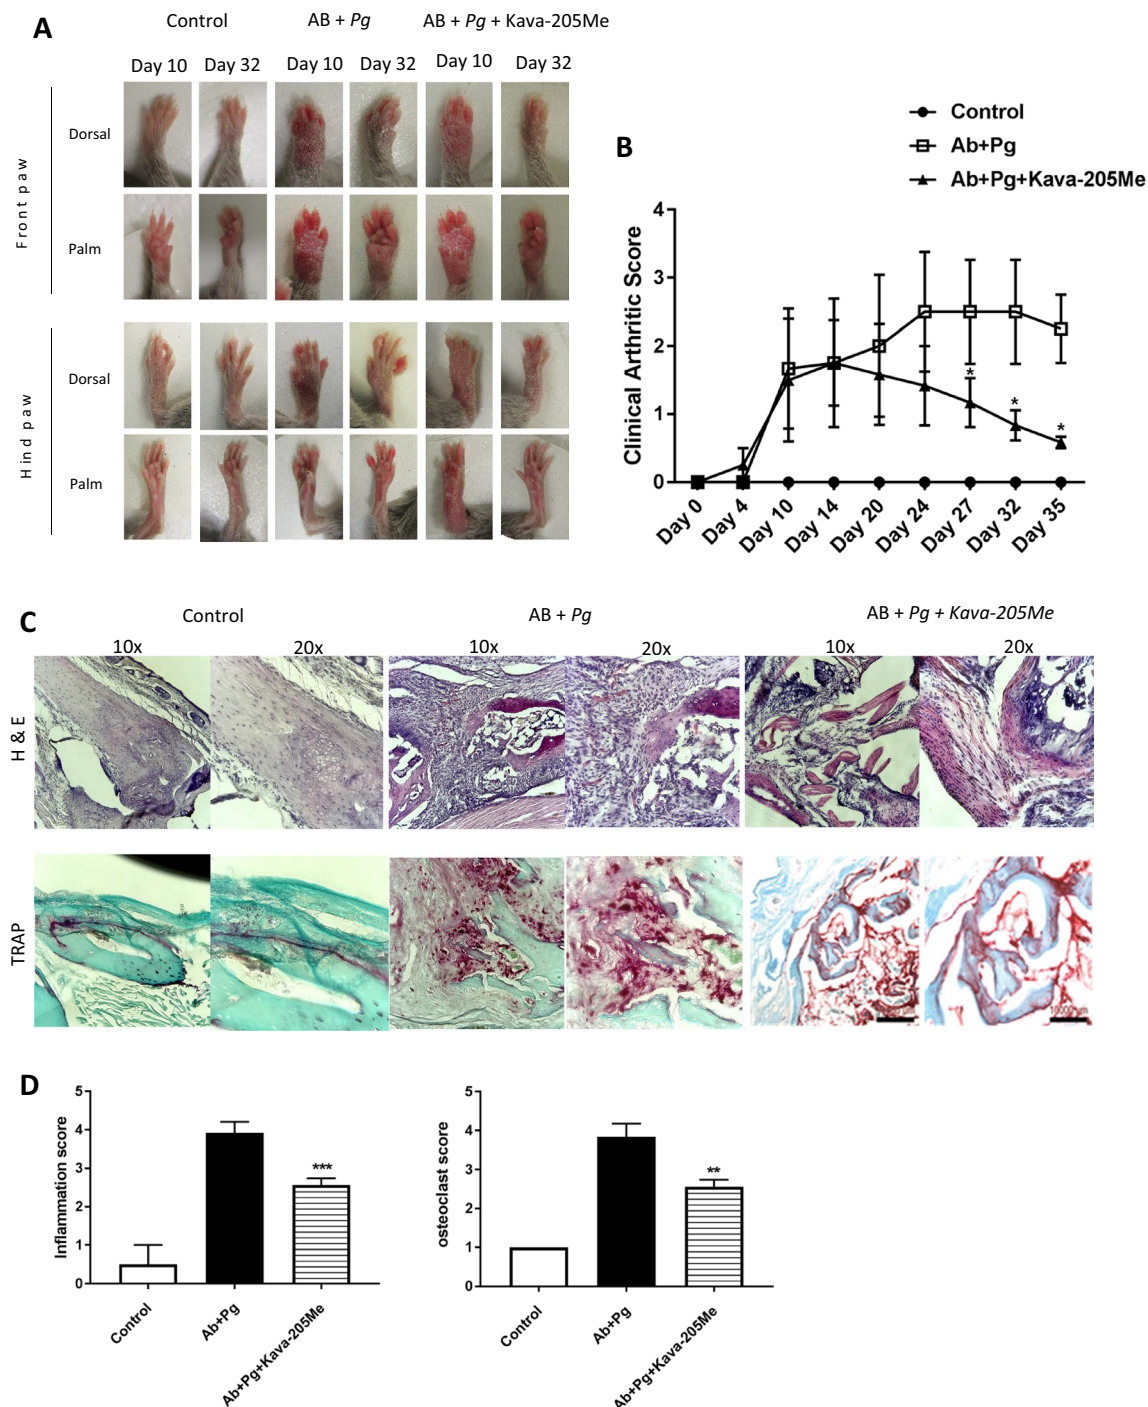 A
Control
AB + Pg
AB + Pg + Kava-205Me
Day 10
Day 32
Day 10
Day 32
Day 10
Day 32
Front paw
Dorsal
Palm
Hind paw
Dorsal
Palm
B
Control
Ab+Pg
Ab+Pg+Kava-205Me
Clinical Arthritic Score
4
3
2
1
0
*
*
*
Day 0
Day 4
Day 10
Day 14
Day 20
Day 24
Day 27
Day 32
Day 35
C
Control
AB + Pg
AB + Pg + Kava-205Me
10x
20x
10x
20x
10x
20x
H & E
TRAP
D
Inflammation score
5
4
3
2
1
0
***
Control
Ab+Pg
Ab+Pg+Kava-205Me
osteoclast score
5
4
3
2
1
0
**
Control
Ab+Pg
Ab+Pg+Kava-205Me